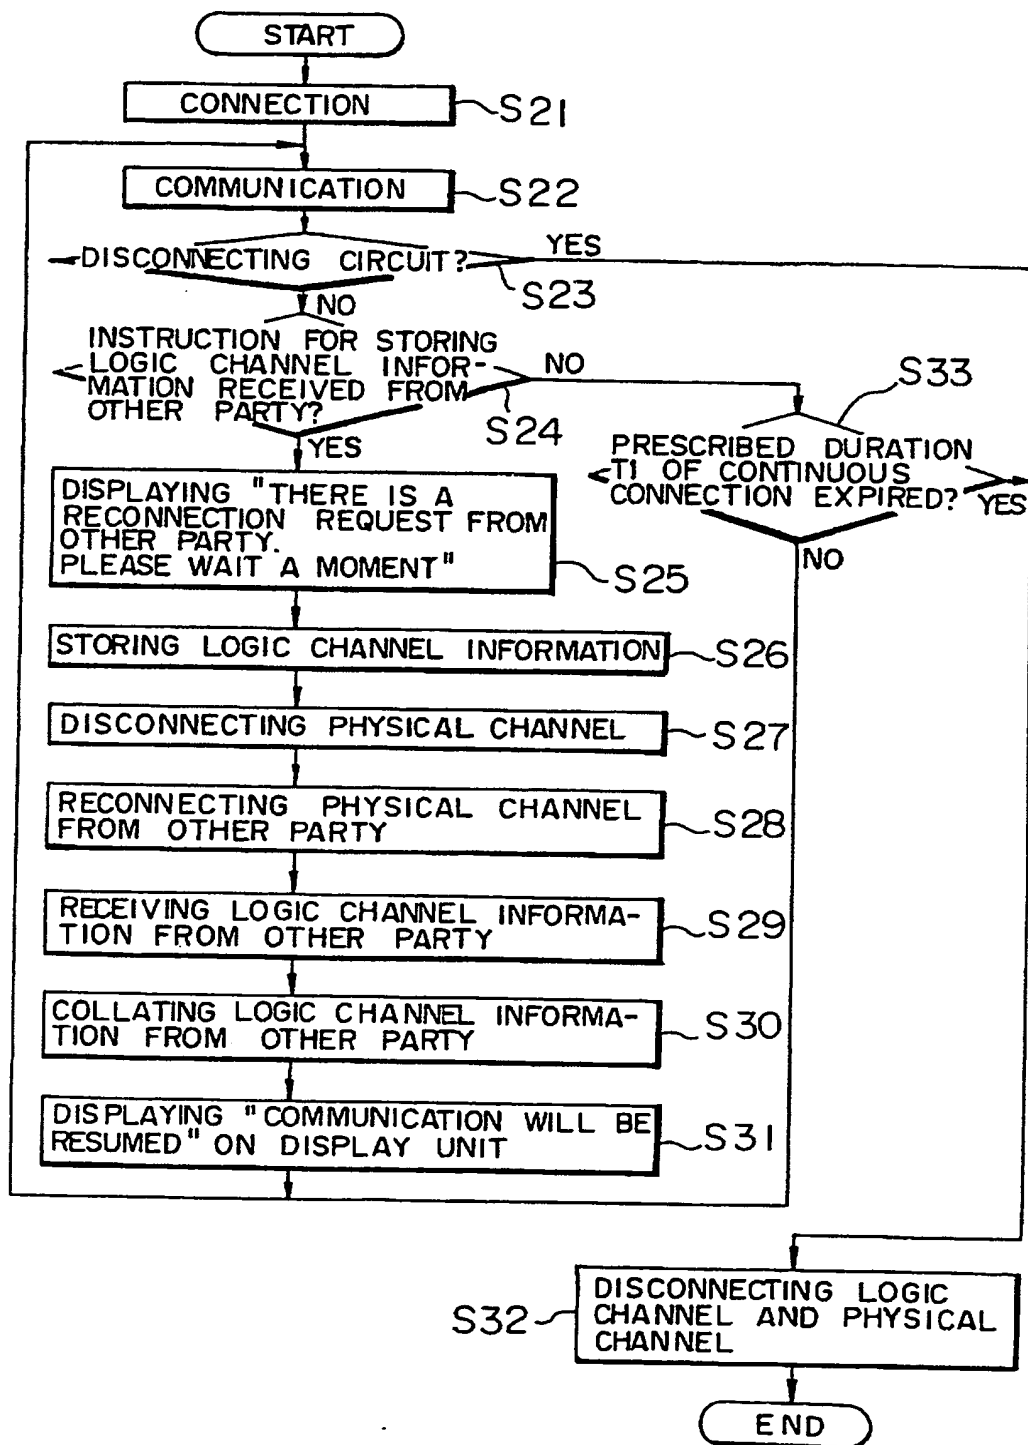 START
CONNECTION
S21
COMMUNICATION
S22
DISCONNECTING CIRCUIT?
YES
S23
NO
INSTRUCTION FOR STORING
LOGIC CHANNEL INFOR-
MATION RECEIVED FROM
OTHER PARTY?
NO
S24
YES
S33
PRESCRIBED DURATION
T1 OF CONTINUOUS
CONNECTION EXPIRED?
YES
NO
DISPLAYING "THERE IS A
RECONNECTION REQUEST FROM
OTHER PARTY.
PLEASE WAIT A MOMENT"
S25
STORING LOGIC CHANNEL INFORMATION
S26
DISCONNECTING PHYSICAL CHANNEL
S27
RECONNECTING PHYSICAL CHANNEL
FROM OTHER PARTY
S28
RECEIVING LOGIC CHANNEL INFORMA-
TION FROM OTHER PARTY
S29
COLLATING LOGIC CHANNEL INFORMA-
TION FROM OTHER PARTY
S30
DISPLAYING "COMMUNICATION WILL BE
RESUMED" ON DISPLAY UNIT
S31
DISCONNECTING LOGIC
CHANNEL AND PHYSICAL
CHANNEL
S32
END